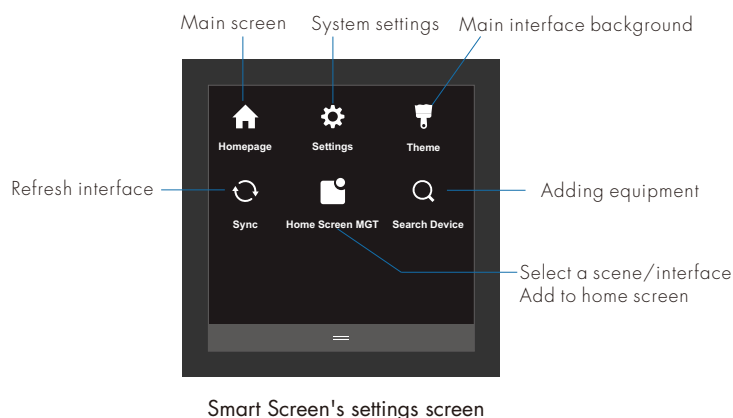 Main screen System settings Main interface background
Homepage Settings Theme
Refresh interface Adding equipment
Sync Home Screen MGT Search Device
Select a scene/interface
Add to home screen
Smart Screen's settings screen